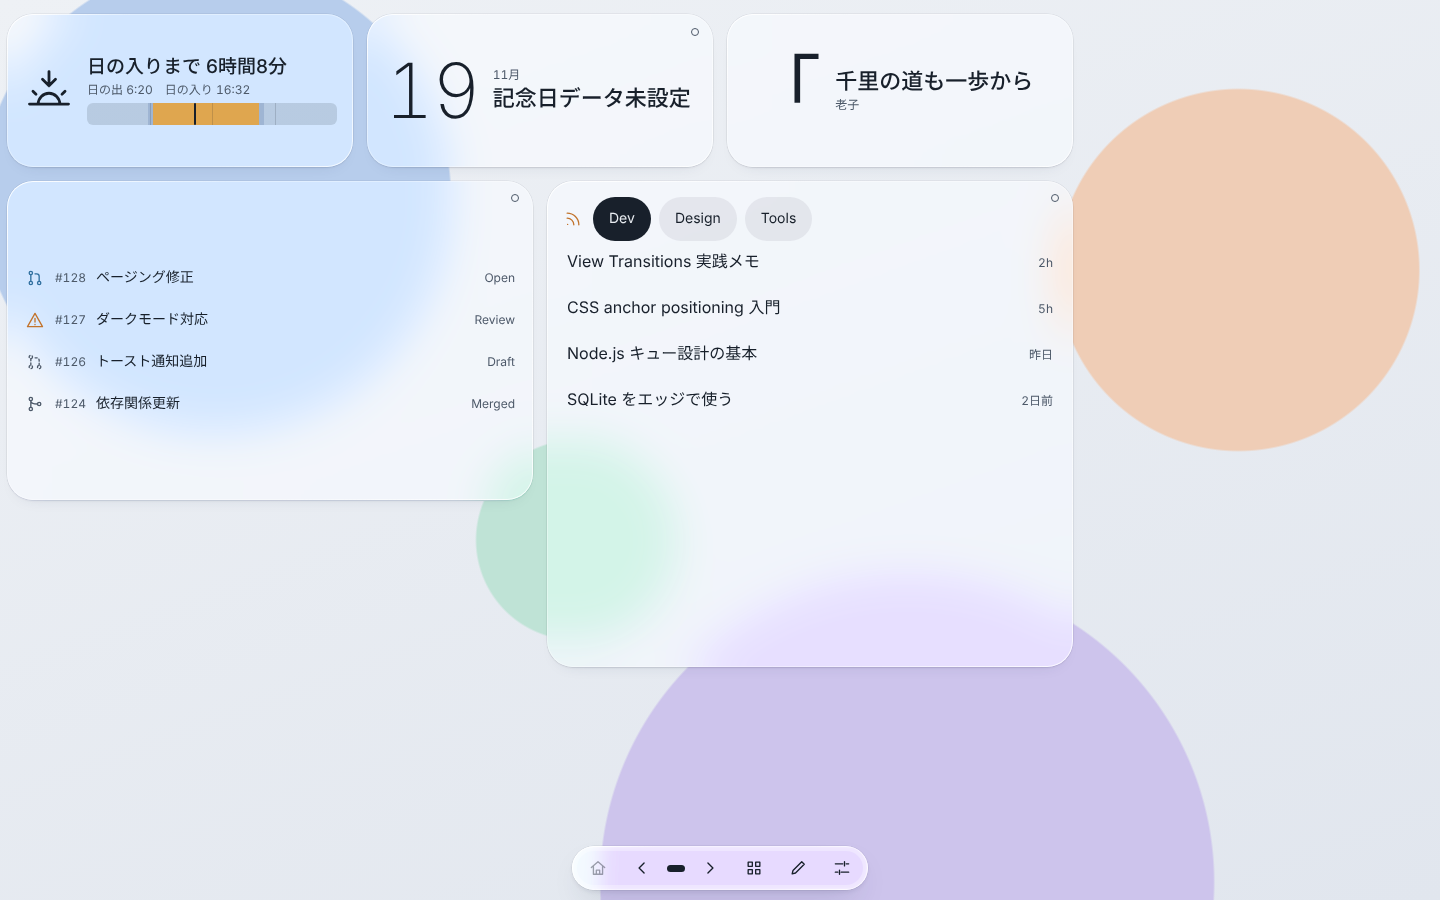 日の入りまで 6時間8分
日の出 6:20 日の入り 16:32
19
11月
記念日データ未設定
「
千里の道も一歩から
老子
#128 ページング修正 Open
#127 ダークモード対応 Review
#126 トースト通知追加 Draft
#124 依存関係更新 Merged
Dev Design Tools
View Transitions 実践メモ 2h
CSS anchor positioning 入門 5h
Node.js キュー設計の基本 昨日
SQLite をエッジで使う 2日前